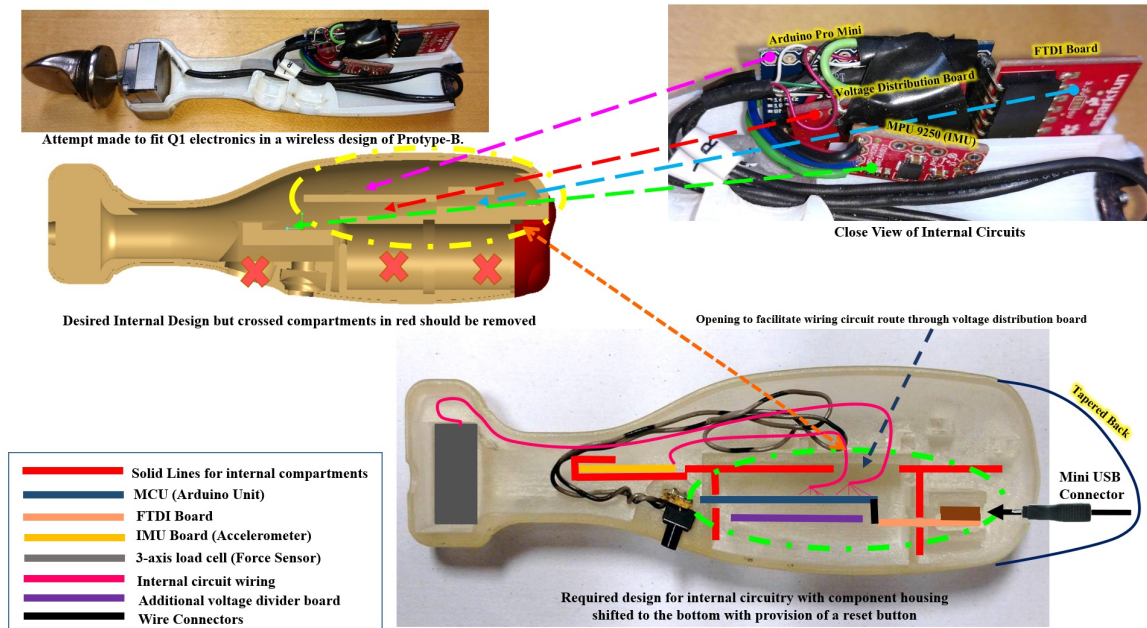 Attempt made to fit Q1 electronics in a wireless design of Protype-B.
Arduino Pro Mini
FTDI Board
Voltage Distribution Board
MPU 9250 (IMU)
sparkfun
Close View of Internal Circuits
Desired Internal Design but crossed compartments in red should be removed
Opening to facilitate wiring circuit route through voltage distribution board
Tapered Back
Mini USB
Connector
Solid Lines for internal compartments
MCU (Arduino Unit)
FTDI Board
IMU Board (Accelerometer)
3-axis load cell (Force Sensor)
Internal circuit wiring
Additional voltage divider board
Wire Connectors
Required design for internal circuitry with component housing
shifted to the bottom with provision of a reset button